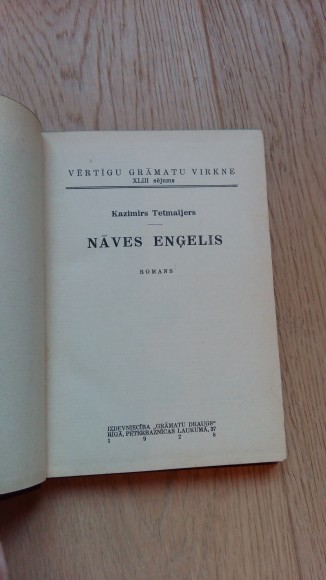 VĒRTĪGU GRĀMATU VIRKNE
XLIII sējums
Kazimirs Tetmaijers
NĀVES EŅĢELIS
ROMANS
IZDEVNIECĪBA „GRĀMATU DRAUGS"
RĪGĀ, PĒTERBAZNĪCAS LAUKUMĀ,
1 9 2 8